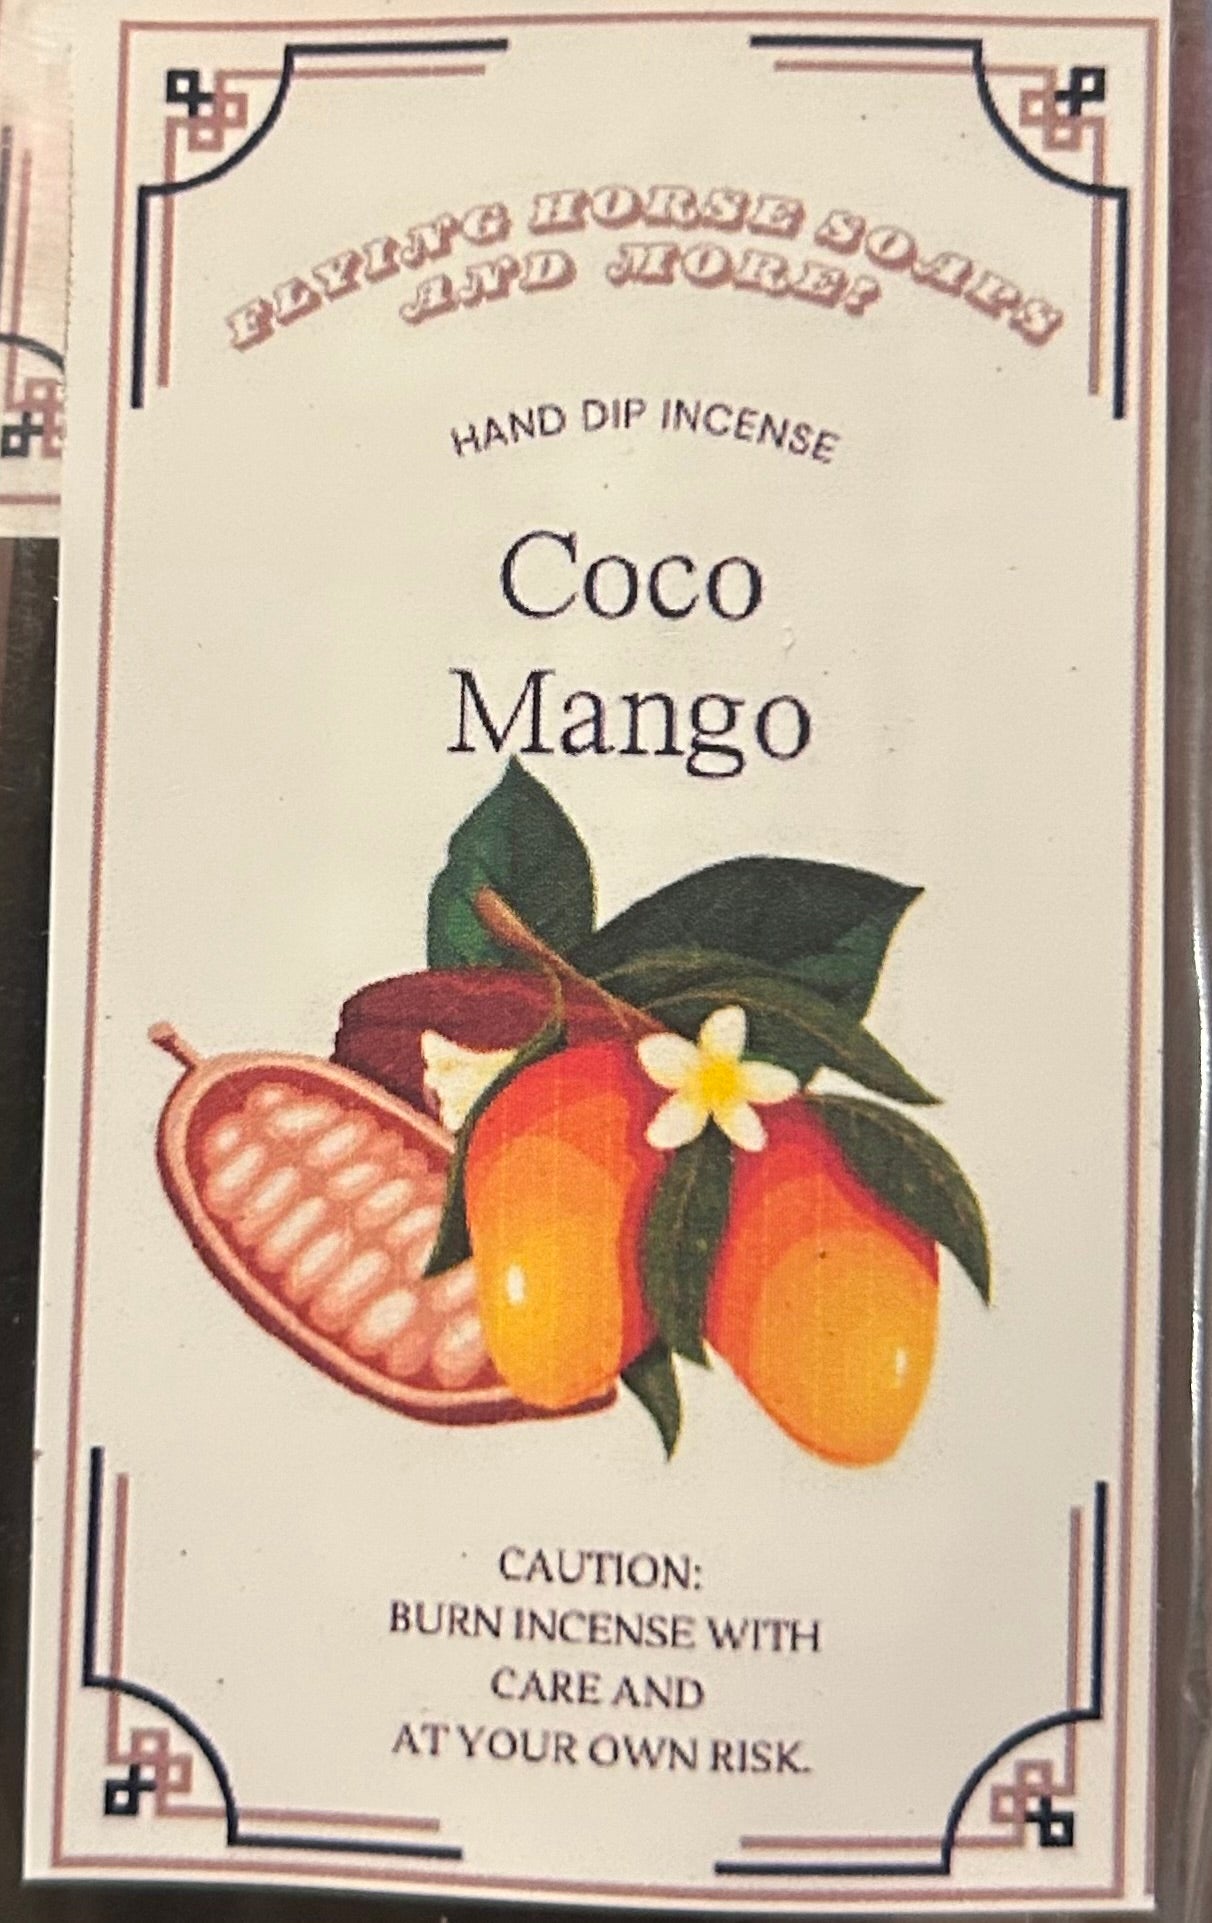 FLYING HORSE SOAPS
AND MORE!
HAND DIP INCENSE
Coco
Mango
CAUTION:
BURN INCENSE WITH
CARE AND
AT YOUR OWN RISK.